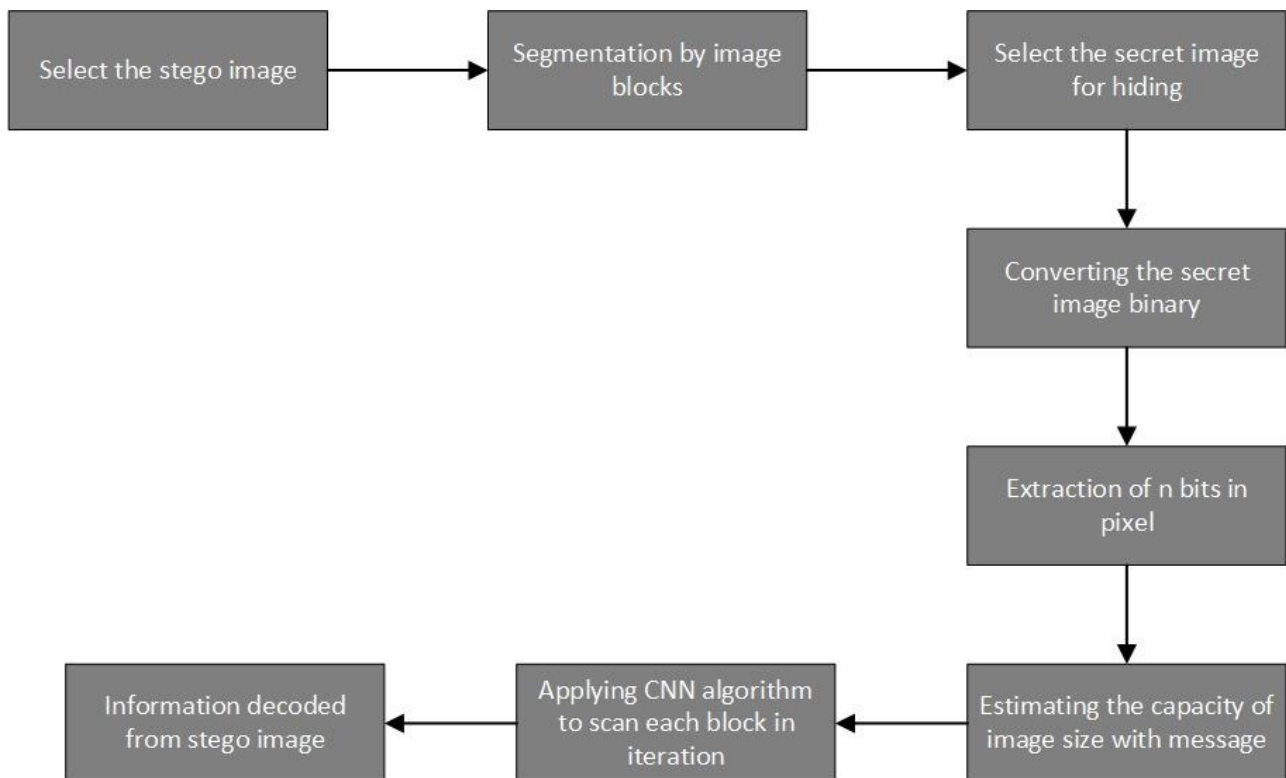 Select the stego image
Segmentation by image
blocks
Select the secret image
for hiding
Converting the secret
image binary
Extraction of n bits in
pixel
Estimating the capacity of
image size with message
Applying CNN algorithm
to scan each block in
iteration
Information decoded
from stego image